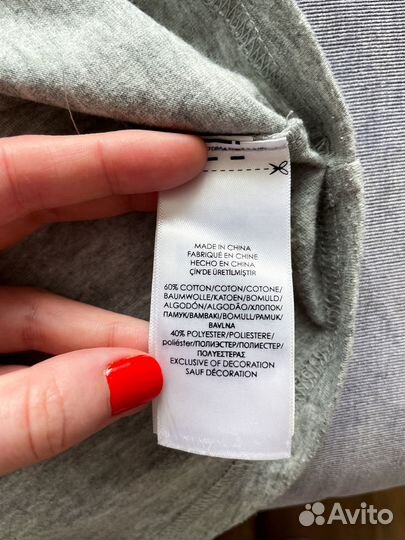 MADE IN CHINA
FABRIQUÉ EN CHINE
HECHO EN CHINA
ÇİN'DE ÜRETİLMİŞTİR
60% COTTON/COTON/COTONE/
BAUMWOLLE/KATOEN/BOMULD/
ALGODÓN/ALGODÃO/ХЛОПОК/
ПАМУК/BAMBAKI/BOMULL/PAMUK/
BAVLNA
40% POLYESTER/POLIESTERE/
poliéster/ПОЛИЭСТЕР/ПОЛИЕСТЕР/
ΠΟΛΥΕΣΤΕΡΑΣ
EXCLUSIVE OF DECORATION
SAUF DÉCORATION
Avito